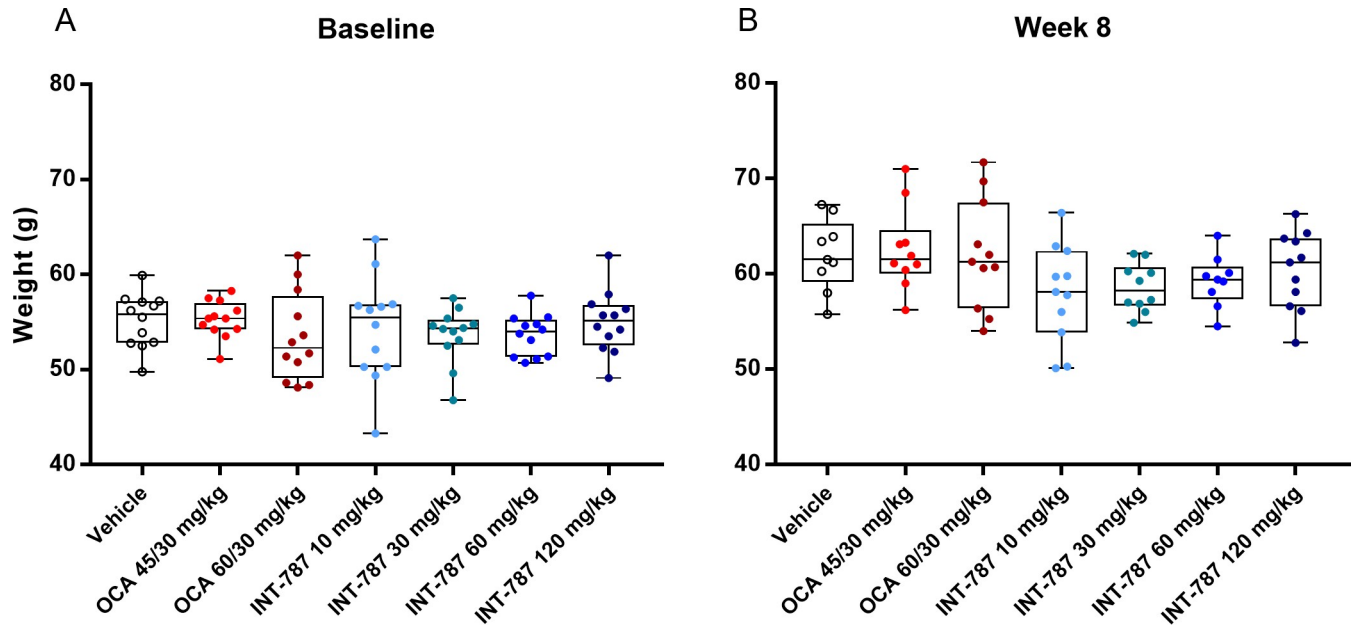 A
Baseline
Weight (g)
80
70
60
50
40
Vehicle
OCA 45/30 mg/kg
OCA 60/30 mg/kg
INT-787 10 mg/kg
INT-787 30 mg/kg
INT-787 60 mg/kg
INT-787 120 mg/kg
B
Week 8
80
70
60
50
40
Vehicle
OCA 45/30 mg/kg
OCA 60/30 mg/kg
INT-787 10 mg/kg
INT-787 30 mg/kg
INT-787 60 mg/kg
INT-787 120 mg/kg